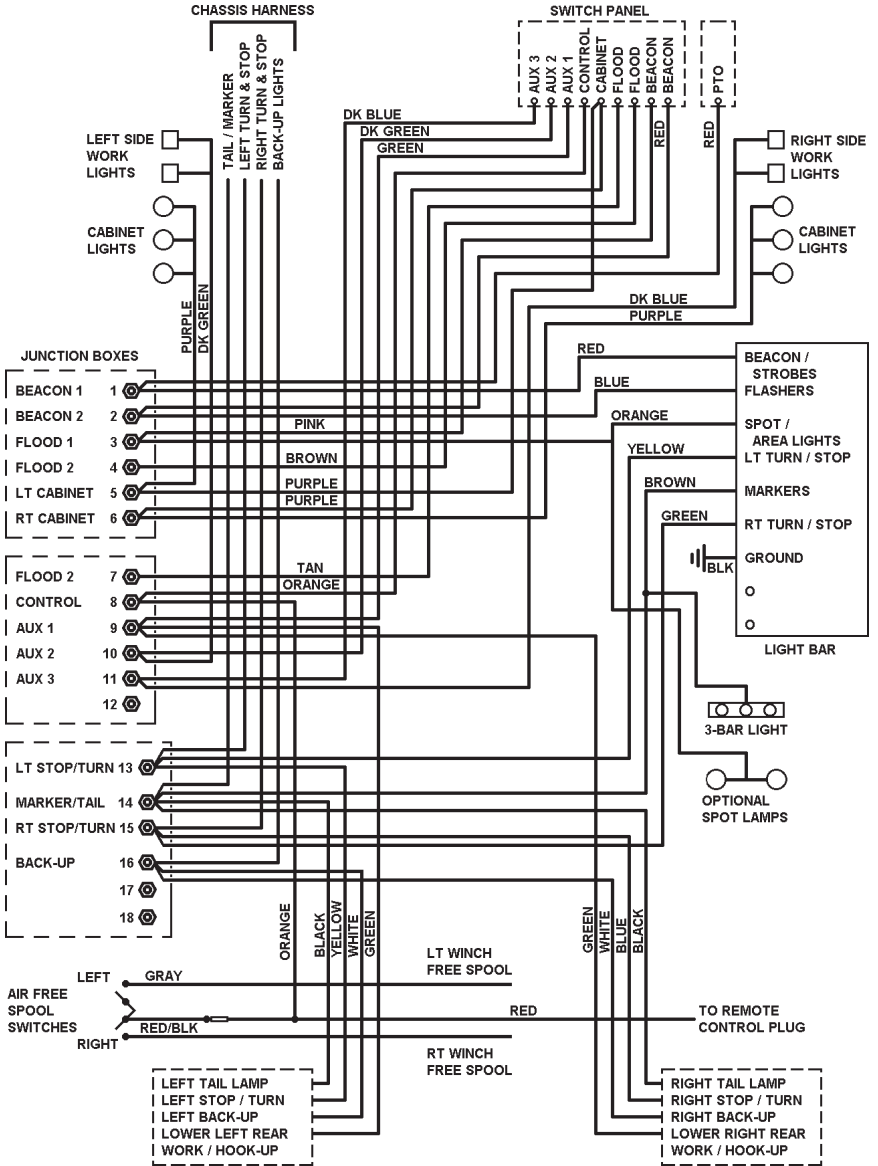 CHASSIS HARNESS
TAIL / MARKER
LEFT TURN & STOP
RIGHT TURN & STOP
BACK-UP LIGHTS
SWITCH PANEL
AUX 3
AUX 2
AUX 1
CONTROL
CABINET
FLOOD
FLOOD
BEACON
BEACON
PTO
RED
RED
DK BLUE
DK GREEN
GREEN
LEFT SIDE
WORK
LIGHTS
CABINET
LIGHTS
PURPLE
DK GREEN
RIGHT SIDE
WORK
LIGHTS
CABINET
LIGHTS
DK BLUE
PURPLE
JUNCTION BOXES
BEACON 1 1
BEACON 2 2
FLOOD 1 3
FLOOD 2 4
LT CABINET 5
RT CABINET 6
PINK
BROWN
PURPLE
PURPLE
RED
BLUE
ORANGE
YELLOW
BROWN
GREEN
BLK
BEACON /
STROBES
FLASHERS
SPOT /
AREA LIGHTS
LT TURN / STOP
MARKERS
RT TURN / STOP
GROUND
LIGHT BAR
FLOOD 2 7
CONTROL 8
AUX 1 9
AUX 2 10
AUX 3 11
12
TAN
ORANGE
3-BAR LIGHT
OPTIONAL
SPOT LAMPS
LT STOP/TURN 13
MARKER/TAIL 14
RT STOP/TURN 15
BACK-UP 16
17
18
ORANGE
BLACK
YELLOW
WHITE
GREEN
GREEN
WHITE
BLUE
BLACK
LEFT
GRAY
AIR FREE
SPOOL
SWITCHES
RED/BLK
RIGHT
LT WINCH
FREE SPOOL
RED
TO REMOTE
CONTROL PLUG
RT WINCH
FREE SPOOL
LEFT TAIL LAMP
LEFT STOP / TURN
LEFT BACK-UP
LOWER LEFT REAR
WORK / HOOK-UP
RIGHT TAIL LAMP
RIGHT STOP / TURN
RIGHT BACK-UP
LOWER RIGHT REAR
WORK / HOOK-UP